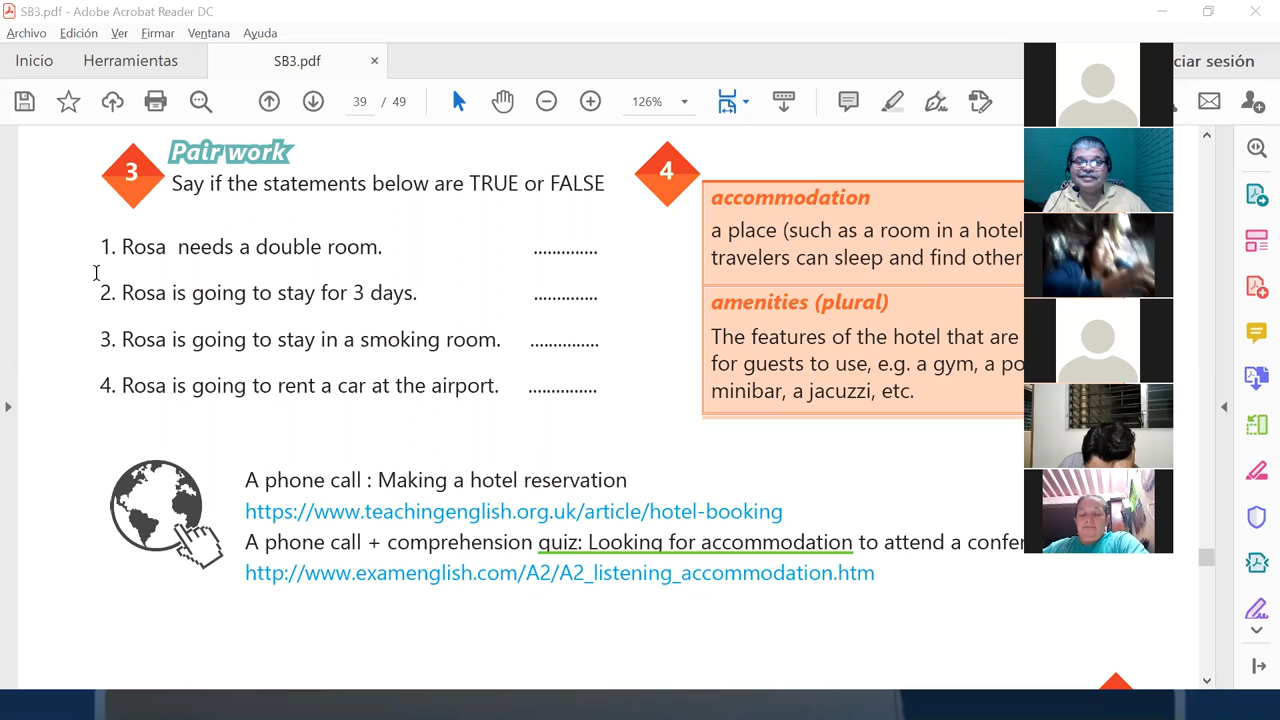 SB3.pdf - Adobe Acrobat Reader DC
Archivo Edición Ver Firmar Ventana Ayuda
Inicio Herramientas SB3.pdf × ciar sesión
39 / 49 126%
3 Pair work
Say if the statements below are TRUE or FALSE
1. Rosa needs a double room. ..............
2. Rosa is going to stay for 3 days. ..............
3. Rosa is going to stay in a smoking room. ...............
4. Rosa is going to rent a car at the airport. ...............
4
accommodation
a place (such as a room in a hotel
travelers can sleep and find other
amenities (plural)
The features of the hotel that are
for guests to use, e.g. a gym, a po
minibar, a jacuzzi, etc.
A phone call : Making a hotel reservation
https://www.teachingenglish.org.uk/article/hotel-booking
A phone call + comprehension quiz: Looking for accommodation to attend a confer
http://www.examenglish.com/A2/A2_listening_accommodation.htm